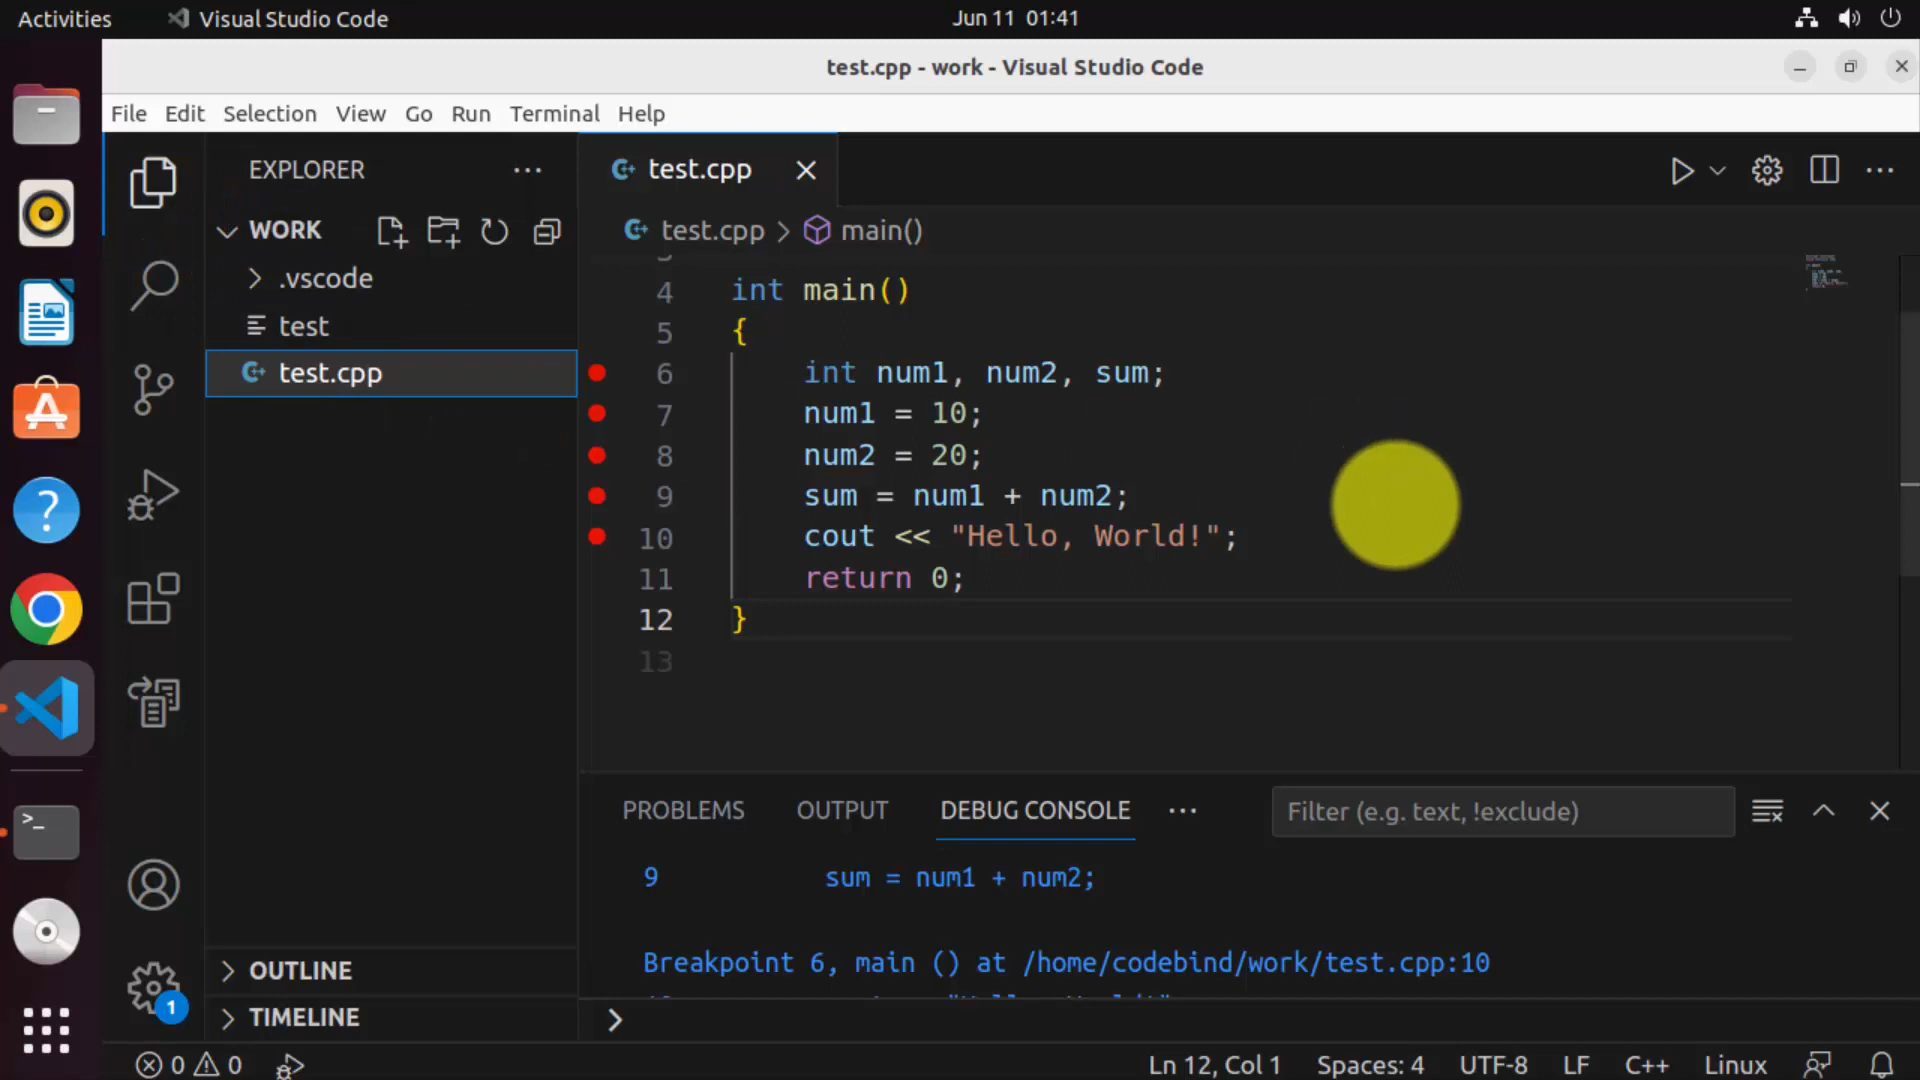 Activities
Visual Studio Code
Jun 11 01:41
test.cpp - work - Visual Studio Code
File Edit Selection View Go Run Terminal Help
EXPLORER
test.cpp
WORK
test.cpp > main()
.vscode
test
test.cpp
4 int main()
5 {
6 int num1, num2, sum;
7 num1 = 10;
8 num2 = 20;
9 sum = num1 + num2;
10 cout << "Hello, World!";
11 return 0;
12 }
13
PROBLEMS OUTPUT DEBUG CONSOLE
Filter (e.g. text, !exclude)
9 sum = num1 + num2;
Breakpoint 6, main () at /home/codebind/work/test.cpp:10
OUTLINE
TIMELINE
1
0 0
Ln 12, Col 1 Spaces: 4 UTF-8 LF C++ Linux